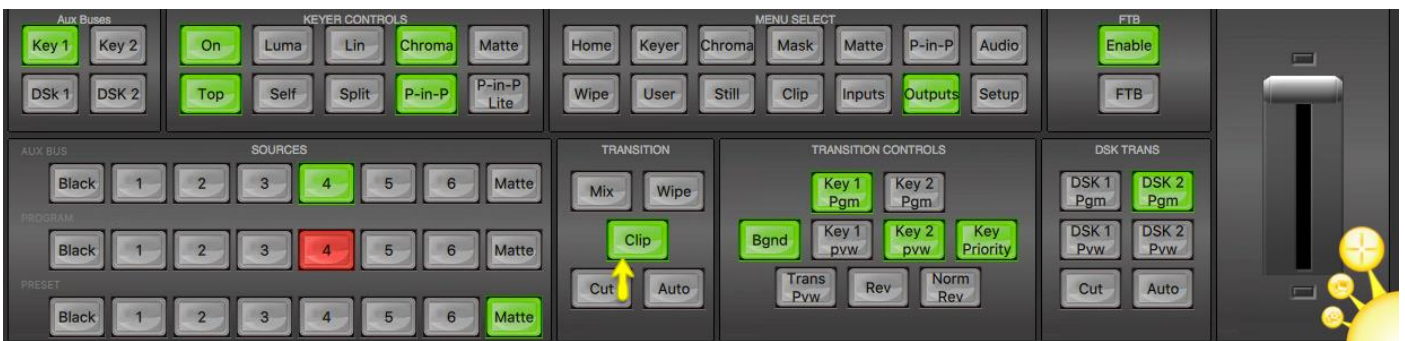 Aux Buses
Key 1 Key 2
DSk 1 DSK 2
KEYER CONTROLS
On Luma Lin Chroma Matte
Top Self Split P-in-P P-in-P
Lite
MENU SELECT
Home Keyer Chroma Mask Matte P-in-P Audio
Wipe User Still Clip Inputs Outputs Setup
FTB
Enable
FTB
AUX BUS SOURCES
Black 1 2 3 4 5 6 Matte
PROGRAM
Black 1 2 3 4 5 6 Matte
PRESET
Black 1 2 3 4 5 6 Matte
TRANSITION
Mix Wipe
Clip
Cut Auto
TRANSITION CONTROLS
Key 1 Key 2
Pgm Pgm
Bgnd Key 1 Key 2 Key
pvw pvw Priority
Trans Rev Norm
Pvw Rev
DSK TRANS
DSK 1 DSK 2
Pgm Pgm
DSK 1 DSK 2
Pvw Pvw
Cut Auto